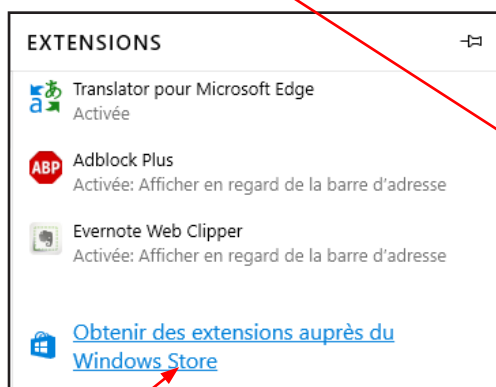 EXTENSIONS
Translator pour Microsoft Edge
Activée
ABP
Adblock Plus
Activée: Afficher en regard de la barre d'adresse
Evernote Web Clipper
Activée: Afficher en regard de la barre d'adresse
Obtenir des extensions auprès du
Windows Store